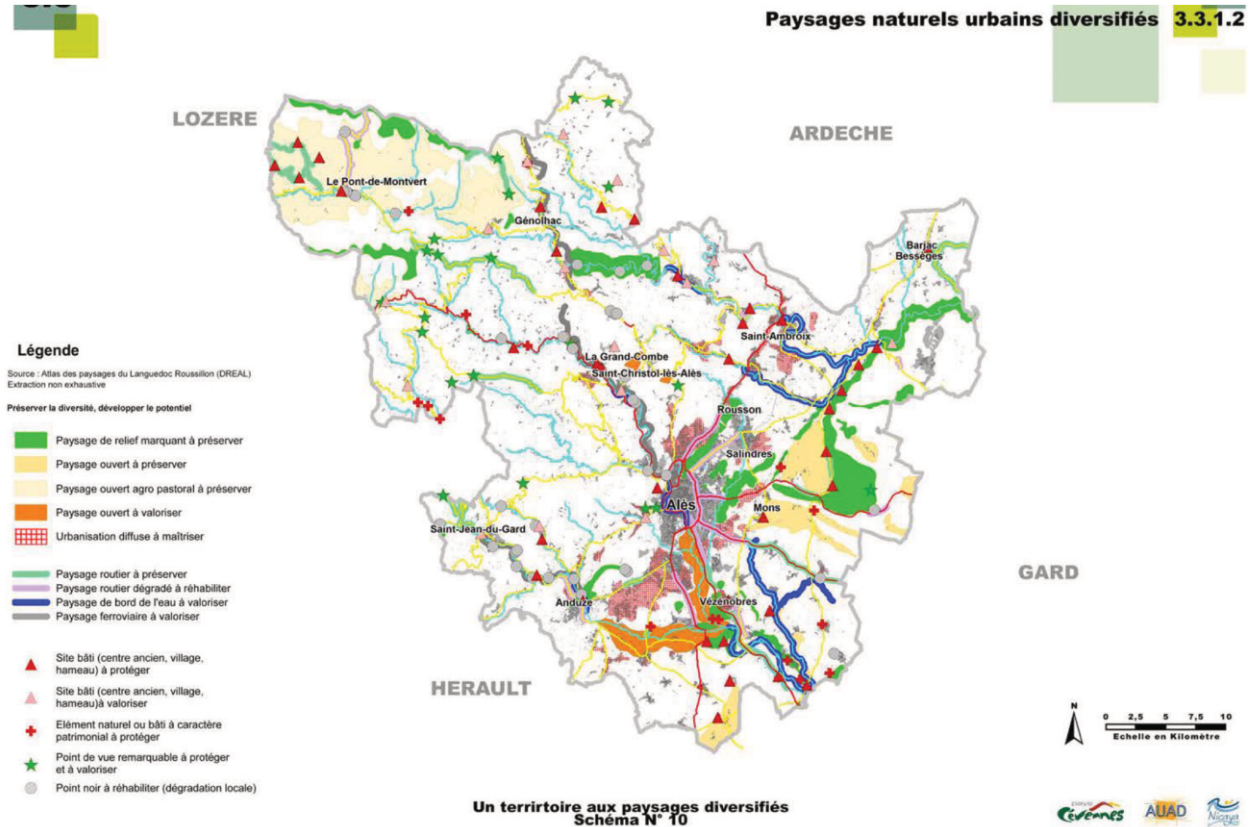 Paysages naturels urbains diversifiés 3.3.1.2
LOZERE
ARDECHE
Le Pont-de-Montvert
Génolhac
Barjac
Bessèges
Saint-Ambroix
La Grand-Combe
Saint-Christol-lès-Alès
Rousson
Salindres
Alès
Mons
Saint-Jean-du-Gard
Anduze
Vézénobres
GARD
HERAULT
Légende
Source : Atlas des paysages du Languedoc Roussillon (DREAL)
Extraction non exhaustive
Préserver la diversité, développer le potentiel
Paysage de relief marquant à préserver
Paysage ouvert à préserver
Paysage ouvert agro pastoral à préserver
Paysage ouvert à valoriser
Urbanisation diffuse à maîtriser
Paysage routier à préserver
Paysage routier dégradé à réhabiliter
Paysage de bord de l'eau à valoriser
Paysage ferroviaire à valoriser
Site bâti (centre ancien, village,
hameau) à protéger
Site bâti (centre ancien, village,
hameau)à valoriser
Elément naturel ou bâti à caractère
patrimonial à protéger
Point de vue remarquable à protéger
et à valoriser
Point noir à réhabiliter (dégradation locale)
N
0 2,5 5 7,5 10
Echelle en Kilomètre
Un terrirtoire aux paysages diversifiés
Schéma N° 10
pays
Cévennes
AUAD